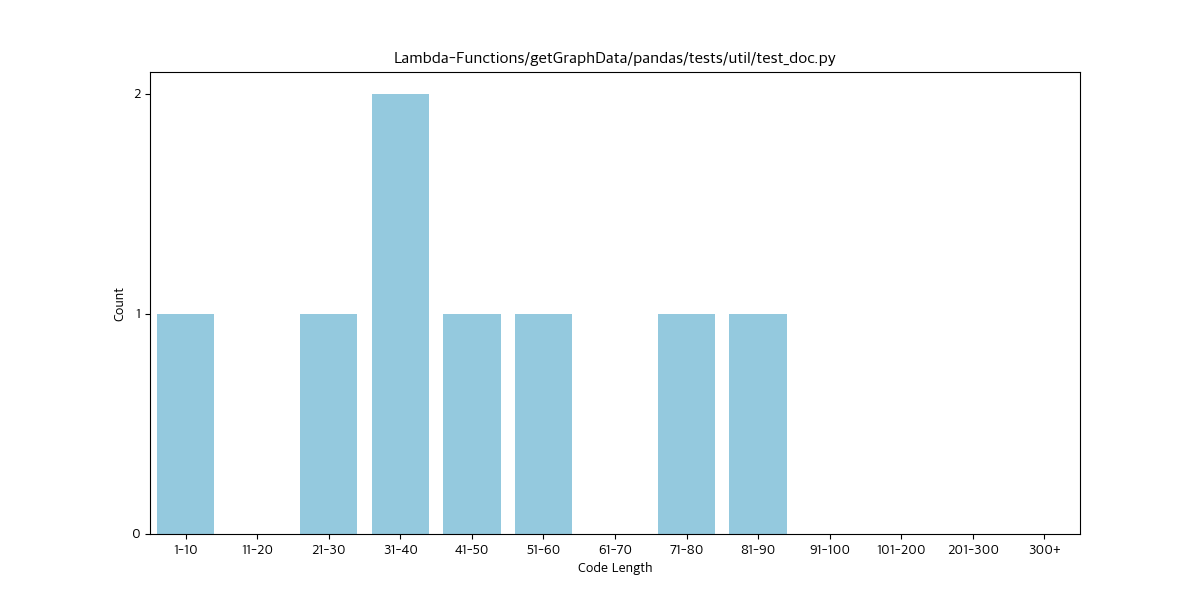 Lambda-Functions/getGraphData/pandas/tests/util/test_doc.py
2
1
0
Count
1-10 11-20 21-30 31-40 41-50 51-60 61-70 71-80 81-90 91-100 101-200 201-300 300+
Code Length